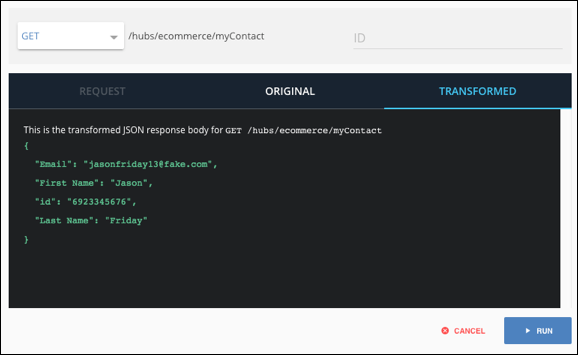 GET /hubs/ecommerce/myContact ID
REQUEST ORIGINAL TRANSFORMED
This is the transformed JSON response body for GET /hubs/ecommerce/myContact
{
"Email": "jasonfriday13@fake.com",
"First Name": "Jason",
"id": "6923345676",
"Last Name": "Friday"
}
CANCEL RUN